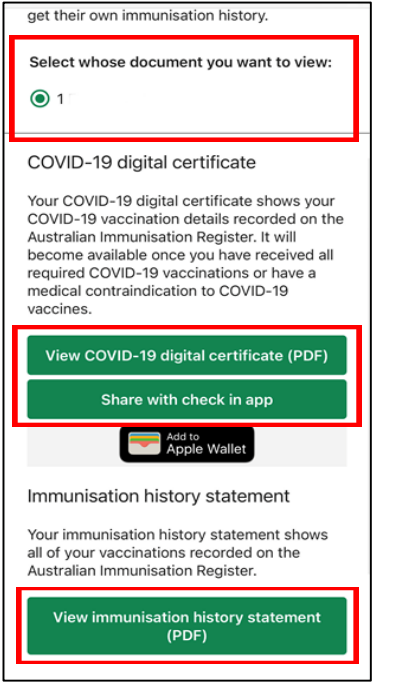 get their own immunisation history.
Select whose document you want to view:
1
COVID-19 digital certificate
Your COVID-19 digital certificate shows your
COVID-19 vaccination details recorded on the
Australian Immunisation Register. It will
become available once you have received all
required COVID-19 vaccinations or have a
medical contraindication to COVID-19
vaccines.
View COVID-19 digital certificate (PDF)
Share with check in app
Add to
Apple Wallet
Immunisation history statement
Your immunisation history statement shows
all of your vaccinations recorded on the
Australian Immunisation Register.
View immunisation history statement
(PDF)